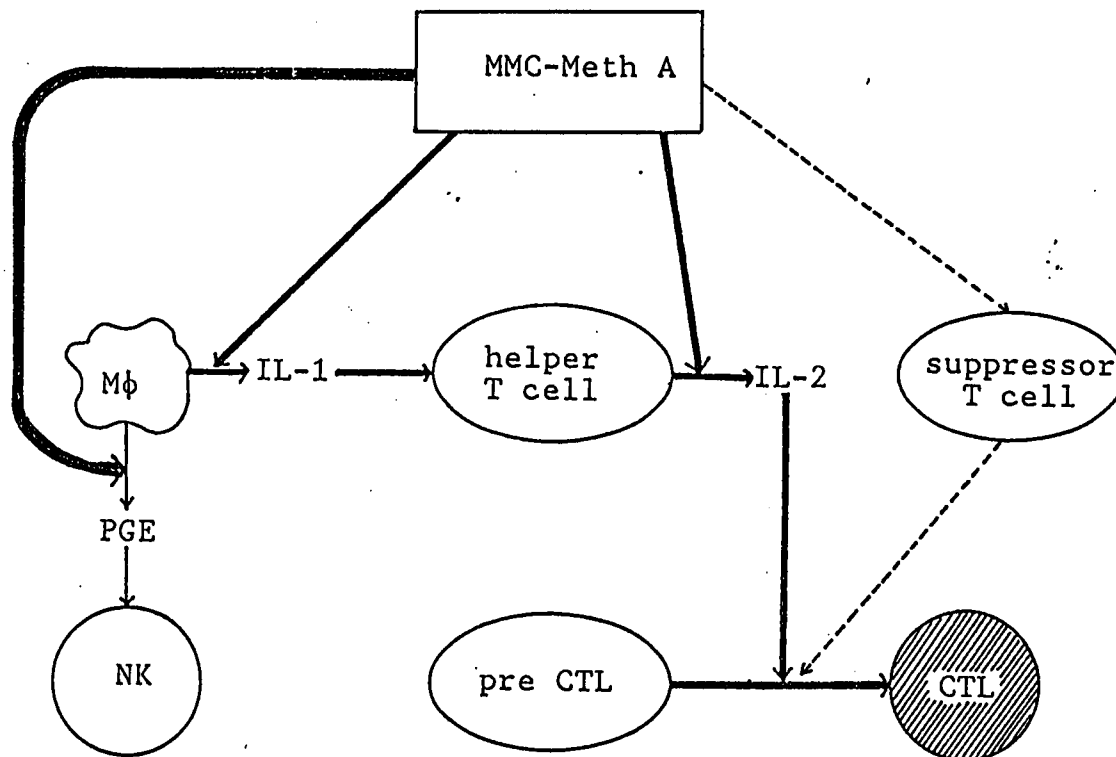 MMC-Meth A
Mφ
IL-1
helper
T cell
IL-2
suppressor
T cell
PGE
NK
pre CTL
CTL